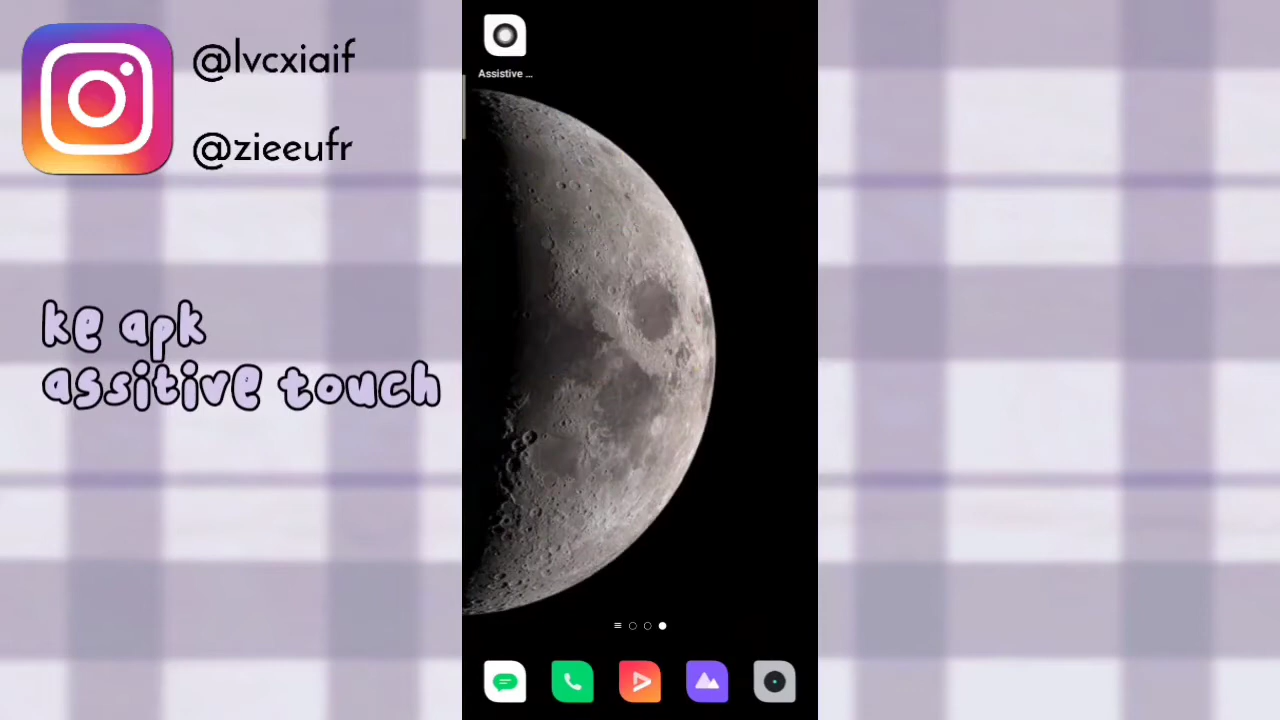 @lvcxiaif
@zieeufr
ke apk
assitive touch
Assistive ...